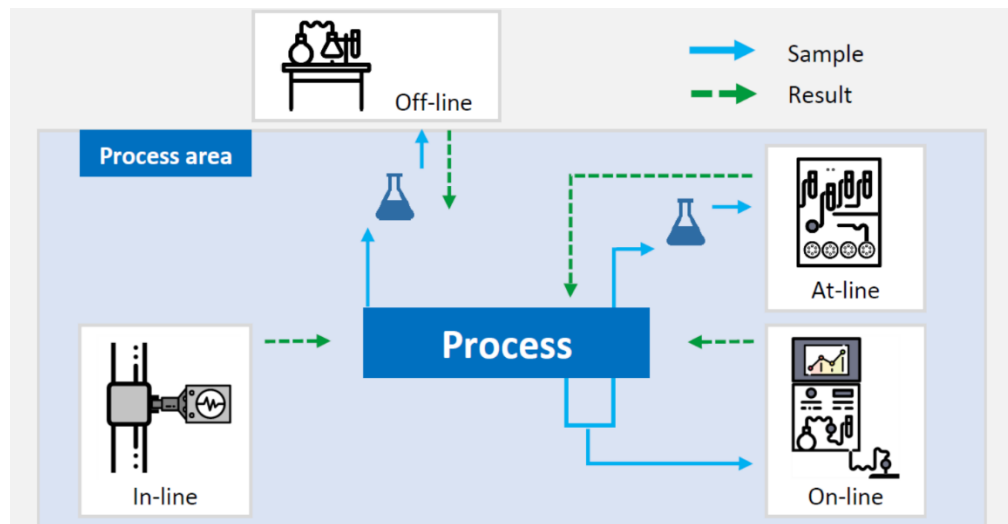 Off-line
Sample
Result
Process area
At-line
Process
In-line
On-line